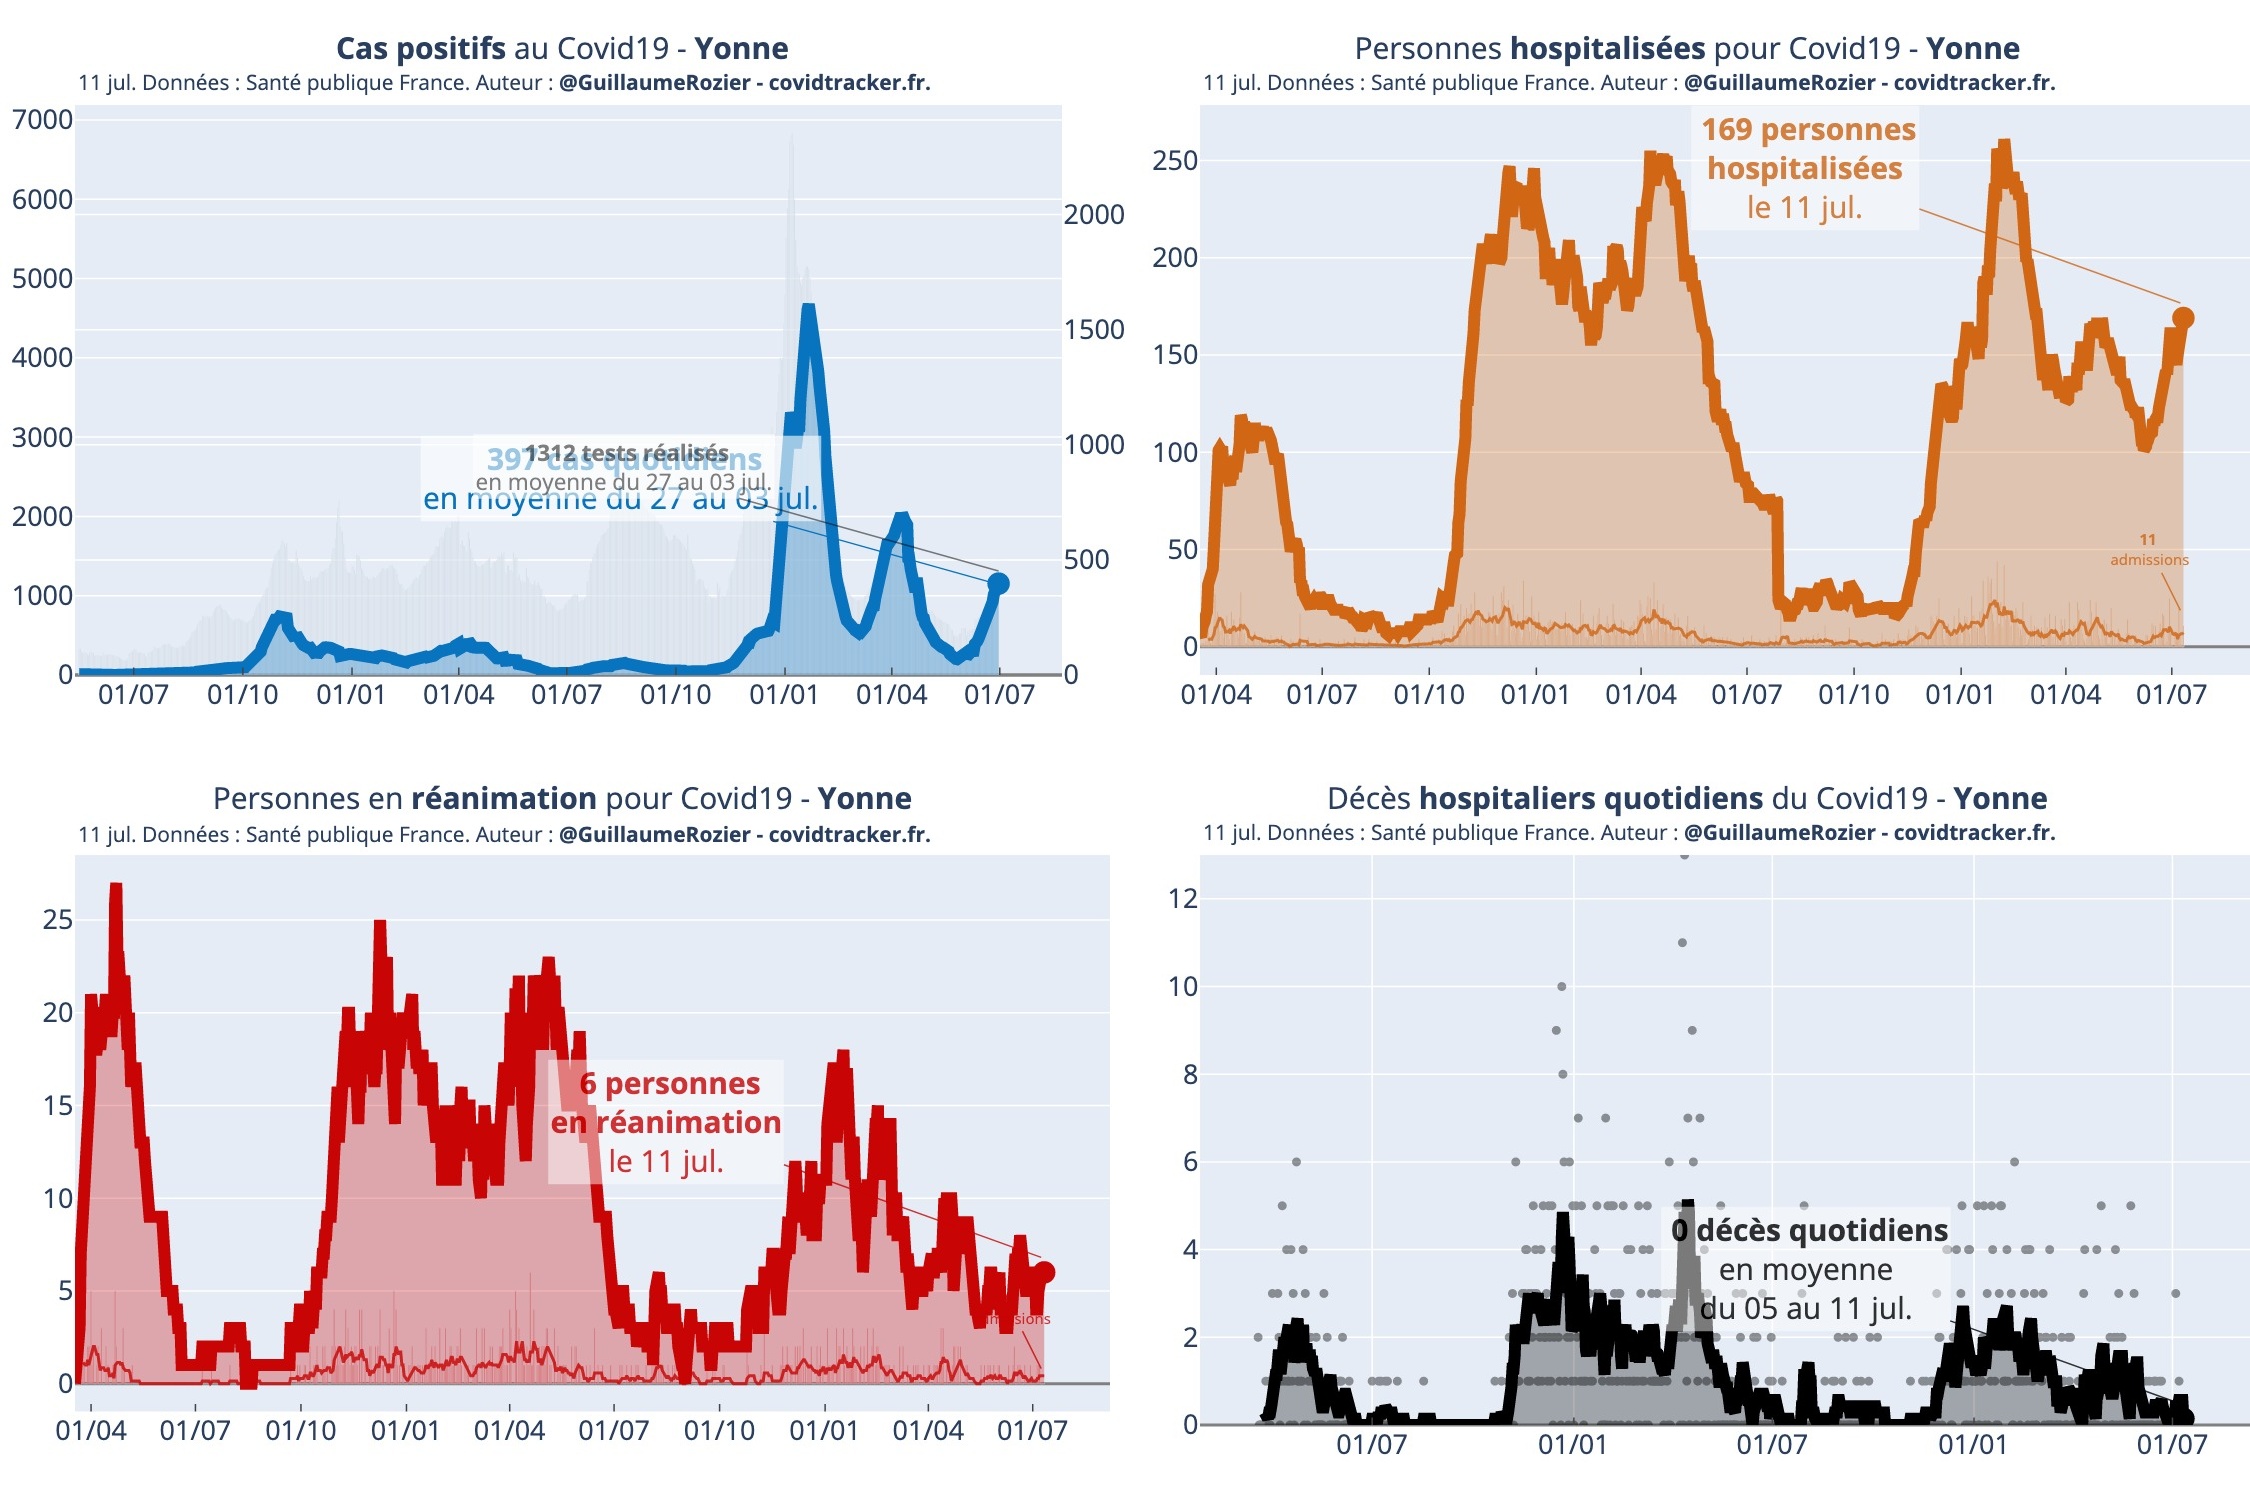 Cas positifs au Covid19 - Yonne
11 jul. Données : Santé publique France. Auteur : @GuillaumeRozier - covidtracker.fr.
7000
6000
5000
4000
3000
2000
1000
0
2000
1500
1000
500
0
1312 tests réalisés
397 cas quotidiens
en moyenne du 27 au 03 jul.
en moyenne du 27 au 03 jul.
01/07 01/10 01/01 01/04 01/07 01/10 01/01 01/04 01/07
Personnes hospitalisées pour Covid19 - Yonne
11 jul. Données : Santé publique France. Auteur : @GuillaumeRozier - covidtracker.fr.
250
200
150
100
50
0
169 personnes
hospitalisées
le 11 jul.
11
admissions
01/04 01/07 01/10 01/01 01/04 01/07 01/10 01/01 01/04 01/07
Personnes en réanimation pour Covid19 - Yonne
11 jul. Données : Santé publique France. Auteur : @GuillaumeRozier - covidtracker.fr.
25
20
15
10
5
0
6 personnes
en réanimation
le 11 jul.
01/04 01/07 01/10 01/01 01/04 01/07 01/10 01/01 01/04 01/07
Décès hospitaliers quotidiens du Covid19 - Yonne
11 jul. Données : Santé publique France. Auteur : @GuillaumeRozier - covidtracker.fr.
12
10
8
6
4
2
0
0 décès quotidiens
en moyenne
du 05 au 11 jul.
01/07 01/01 01/07 01/01 01/07